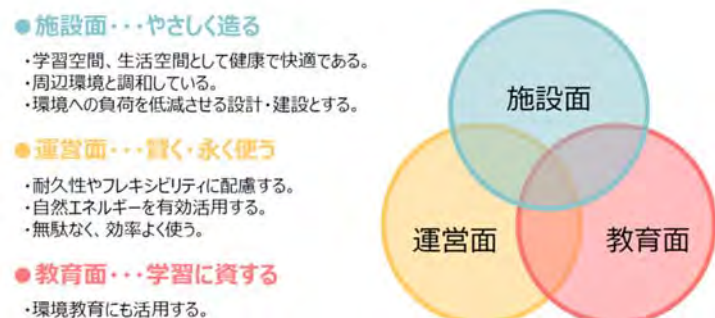 ●施設面・・・やさしく造る
・学習空間、生活空間として健康で快適である。
・周辺環境と調和している。
・環境への負荷を低減させる設計・建設とする。
●運営面・・・賢く・永く使う
・耐久性やフレキシビリティに配慮する。
・自然エネルギーを有効活用する。
・無駄なく、効率よく使う。
●教育面・・・学習に資する
・環境教育にも活用する。
施設面
運営面
教育面